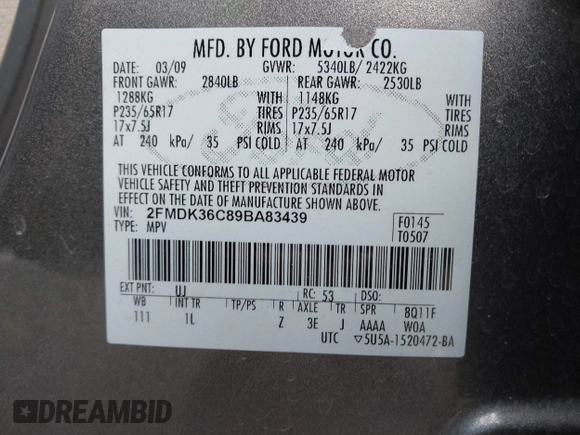 MFD. BY FORD MOTOR CO.
DATE: 03/09 GVWR: 5340LB/ 2422KG
FRONT GAWR: 2840LB REAR GAWR: 2530LB
1288KG WITH 1148KG WITH
P235/65R17 TIRES P235/65R17 TIRES
17x7.5J RIMS 17x7.5J RIMS
AT 240 kPa/ 35 PSI COLD AT 240 kPa/ 35 PSI COLD
THIS VEHICLE CONFORMS TO ALL APPLICABLE FEDERAL MOTOR
VEHICLE SAFETY AND THEFT PREVENTION STANDARDS IN
EFFECT ON THE DATE OF MANUFACTURE SHOWN ABOVE.
VIN: 2FMDK36C89BA83439 F0145
TYPE: MPV T0507
EXT PNT: UJ RC: 53 DSO:
WB INT TR TP/PS R AXLE TR SPR 8Q11F
111 1L Z 3E J AAAA WOA
UTC ▽5U5A-1520472-BA
DREAMBID